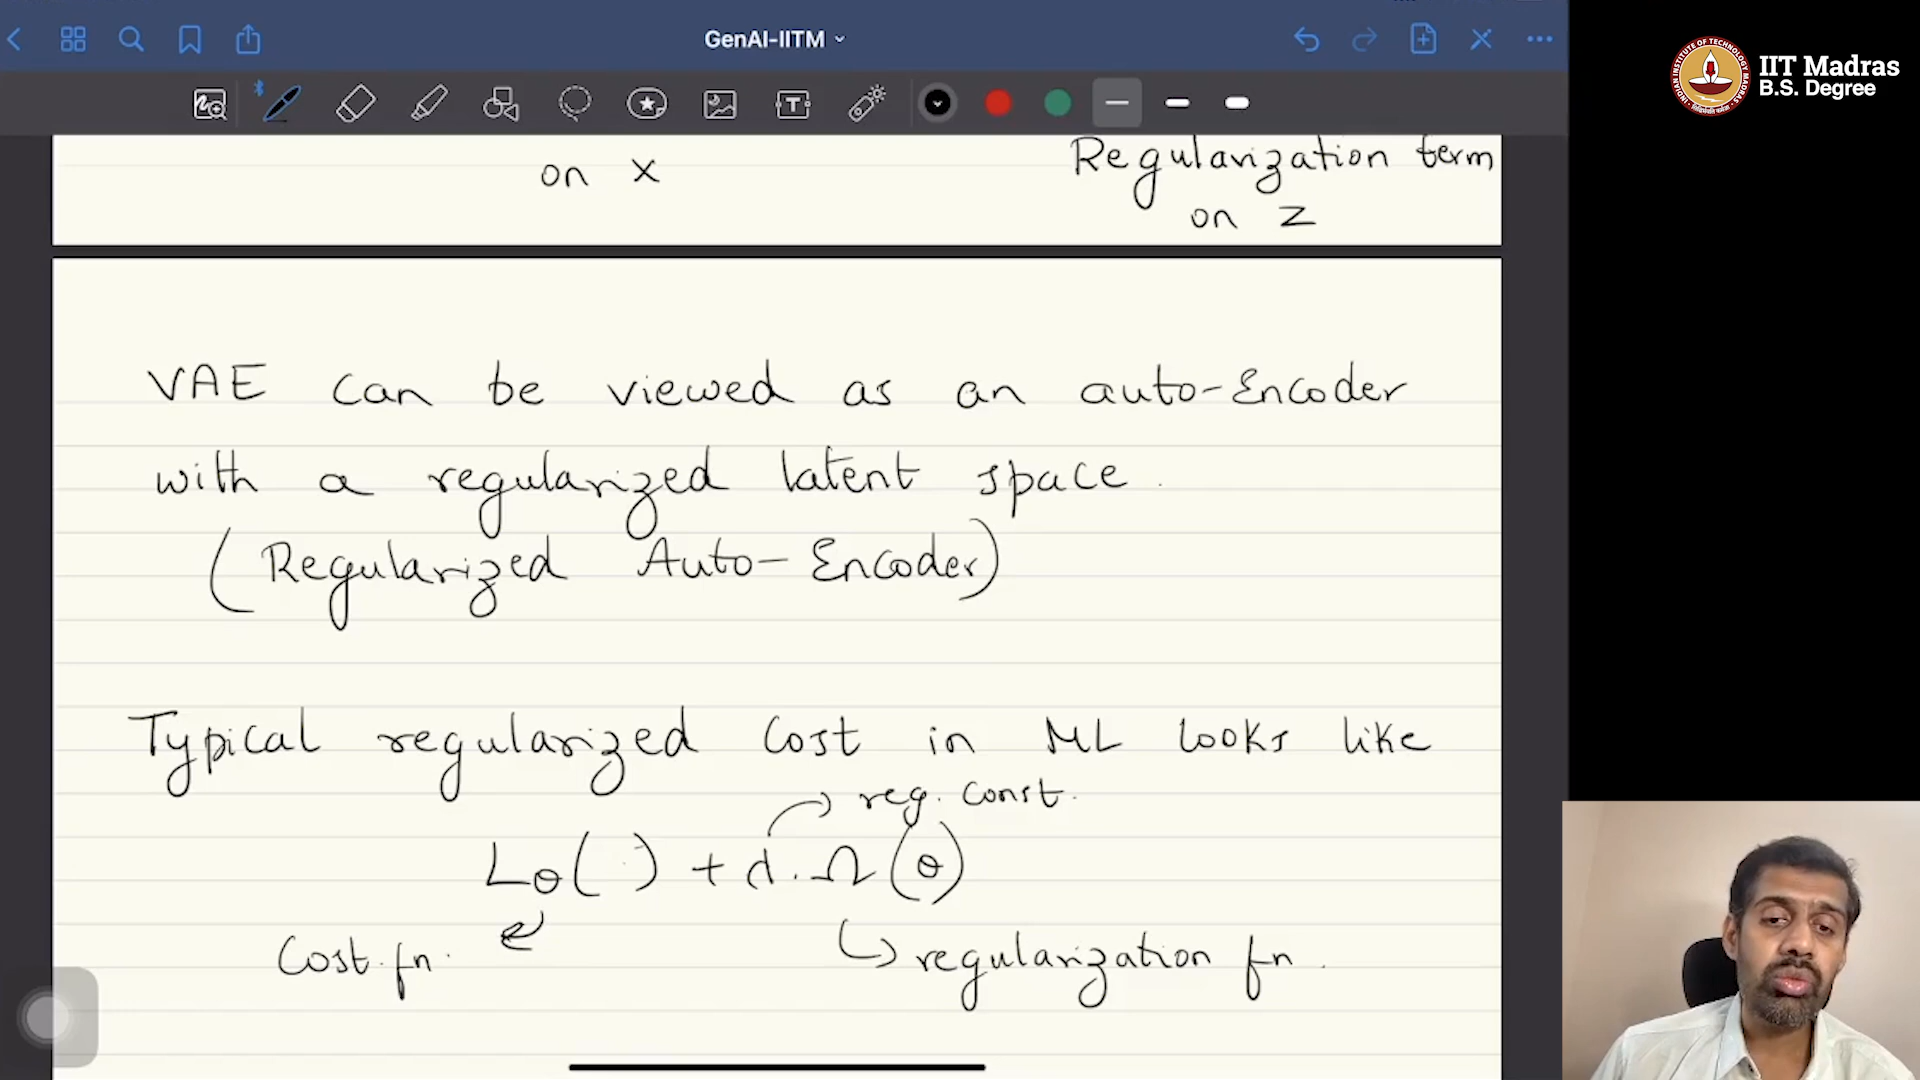 GenAI-IITM
IIT Madras
B.S. Degree
Regularization term
on x
on z
VAE can be viewed as an auto-Encoder
with a regularized latent space.
(Regularized Auto-Encoder)
Typical regularized Cost in ML looks like
reg. const.
Lθ(·) + λ.Ω(θ)
Cost fn.
regularization fn.